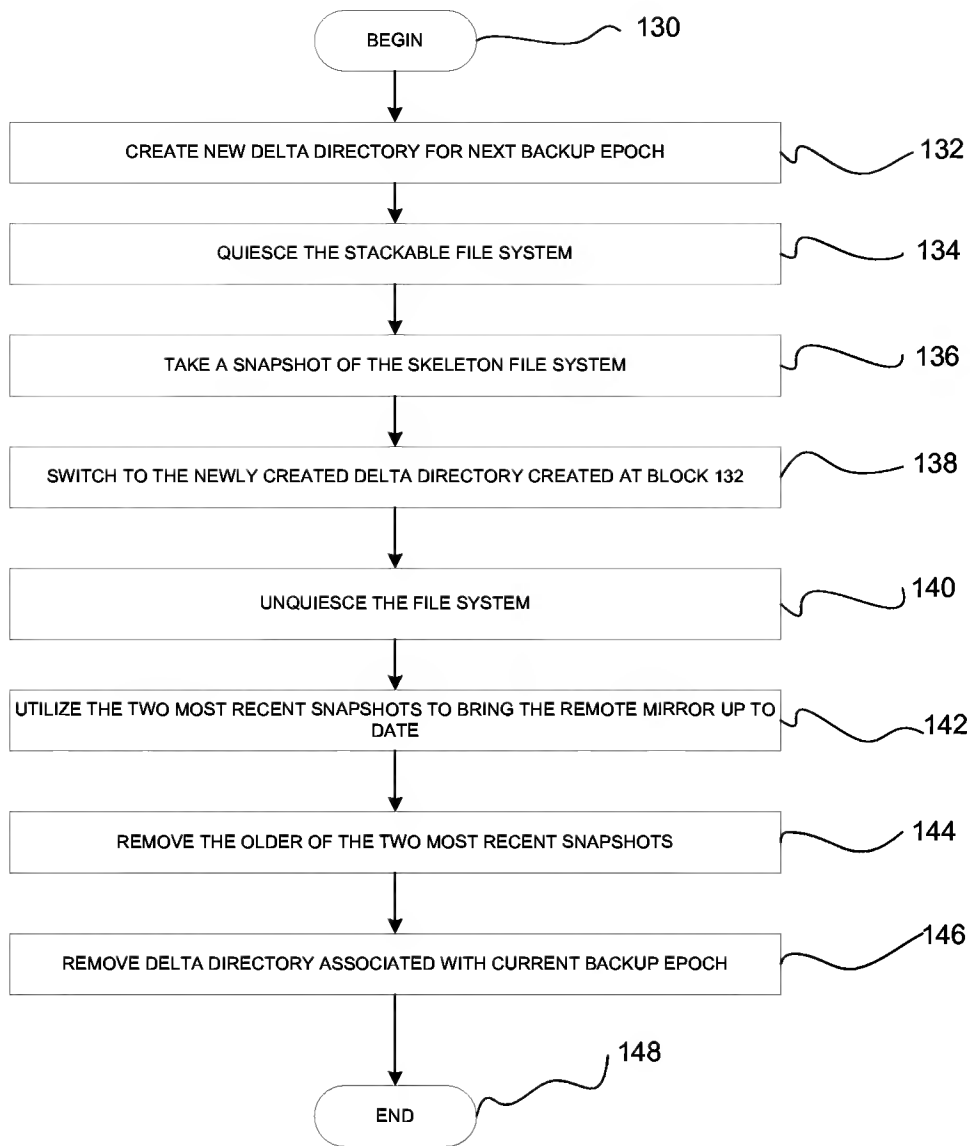 BEGIN
130
CREATE NEW DELTA DIRECTORY FOR NEXT BACKUP EPOCH
132
QUIESCE THE STACKABLE FILE SYSTEM
134
TAKE A SNAPSHOT OF THE SKELETON FILE SYSTEM
136
SWITCH TO THE NEWLY CREATED DELTA DIRECTORY CREATED AT BLOCK 132
138
UNQUIESCE THE FILE SYSTEM
140
UTILIZE THE TWO MOST RECENT SNAPSHOTS TO BRING THE REMOTE MIRROR UP TO
DATE
142
REMOVE THE OLDER OF THE TWO MOST RECENT SNAPSHOTS
144
REMOVE DELTA DIRECTORY ASSOCIATED WITH CURRENT BACKUP EPOCH
146
END
148